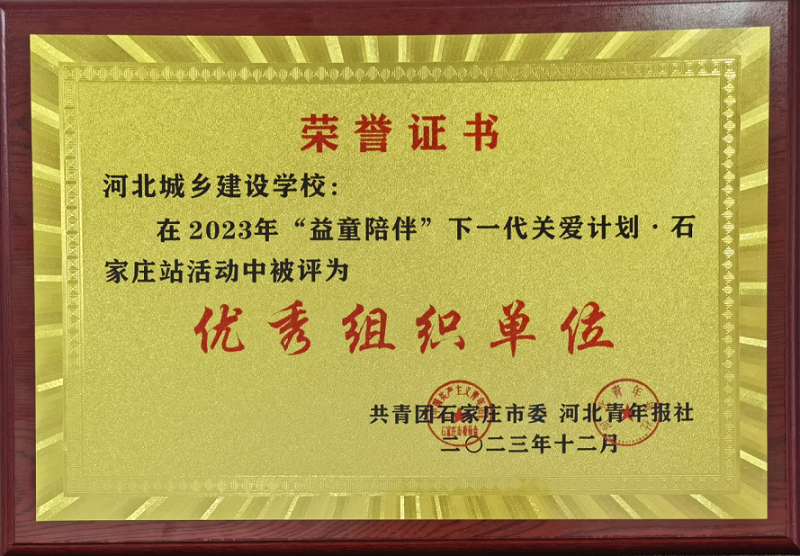 荣誉证书
河北城乡建设学校：
在2023年“益童陪伴”下一代关爱计划·石
家庄站活动中被评为
优秀组织单位
共青团石家庄市委 河北青年报社
二〇二三年十二月